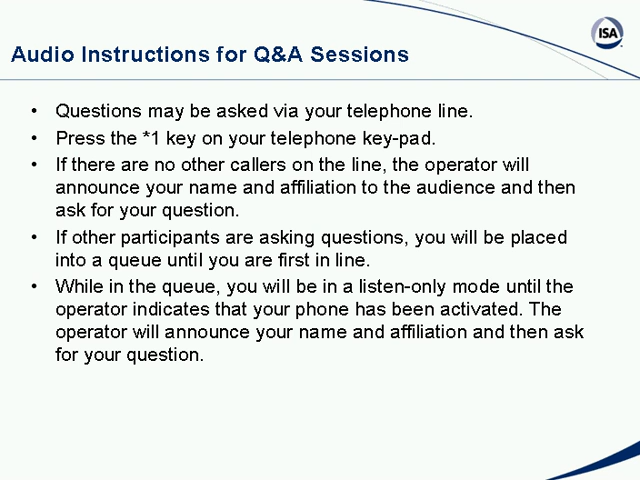 ISA
Audio Instructions for Q&A Sessions
• Questions may be asked via your telephone line.
• Press the *1 key on your telephone key-pad.
• If there are no other callers on the line, the operator will
announce your name and affiliation to the audience and then
ask for your question.
• If other participants are asking questions, you will be placed
into a queue until you are first in line.
• While in the queue, you will be in a listen-only mode until the
operator indicates that your phone has been activated. The
operator will announce your name and affiliation and then ask
for your question.